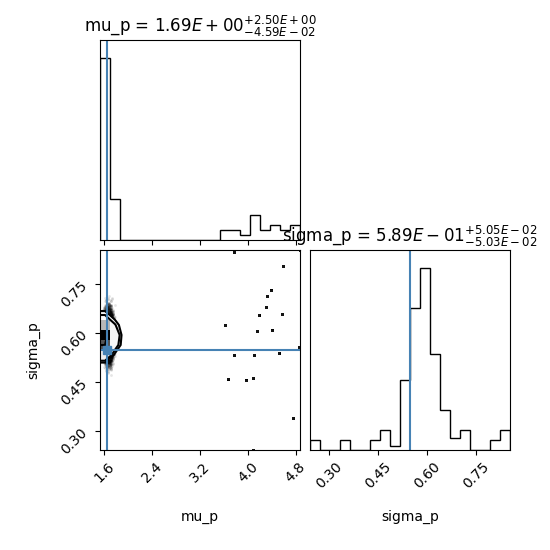 mu_p = 1.69E + 00 +2.50E + 00 −4.59E − 02
sigma_p = 5.89E − 01 +5.05E − 02 −5.03E − 02
0.75
0.60
0.45
0.30
sigma_p
1.6 2.4 3.2 4.0 4.8
0.30 0.45 0.60 0.75
mu_p
sigma_p